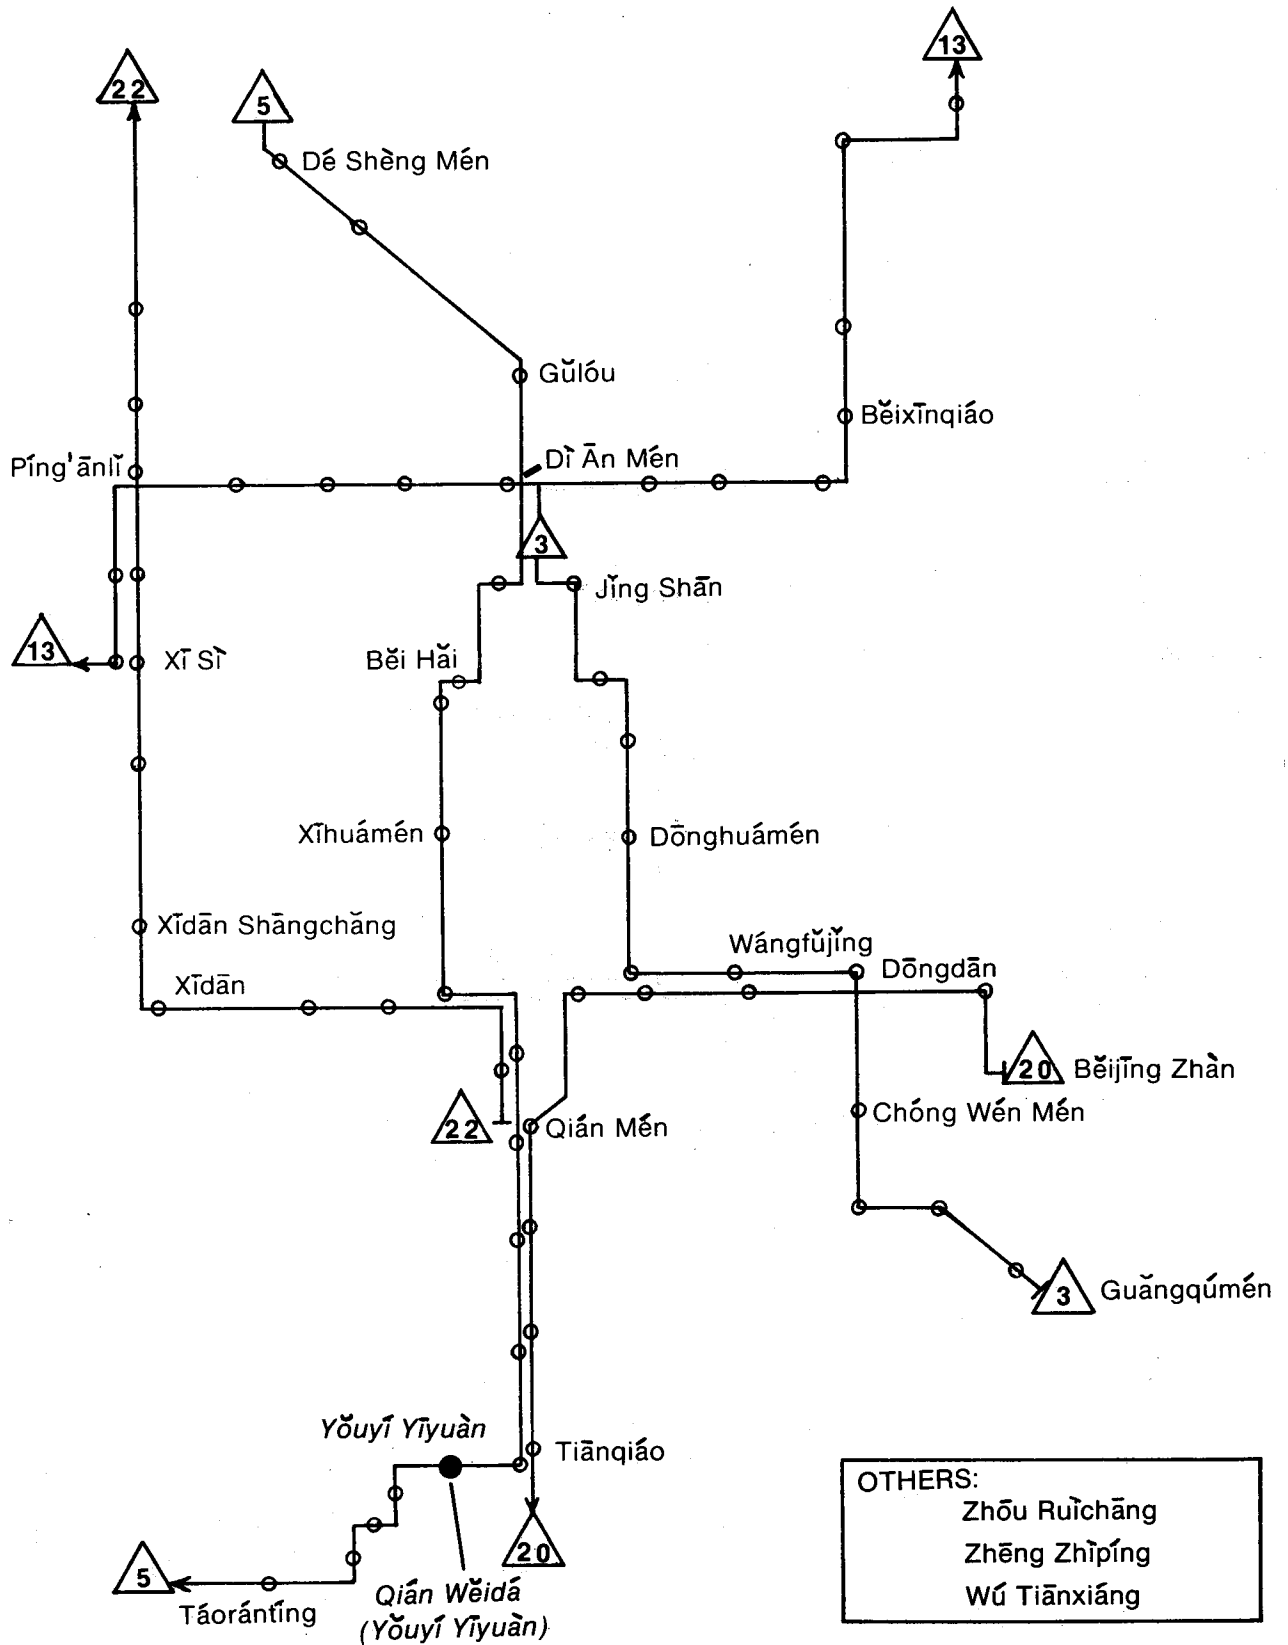 13
22
5
Dé Shèng Mén
Gǔlóu
Běixīnqiáo
Dì Ān Mén
Píng'ānlǐ
3
Jǐng Shān
13
Xī Sì
Běi Hǎi
Xīhuámén
Dōnghuámén
Xīdān Shāngchǎng
Wángfǔjǐng
Dōngdān
Xīdān
20
Běijīng Zhàn
Chóng Wén Mén
22
Qián Mén
3
Guǎngqúmén
Yǒuyí Yīyuàn
Tiānqiáo
20
5
Táorántíng
Qián Wěidá
(Yǒuyí Yīyuàn)
OTHERS:
Zhōu Ruìchāng
Zhēng Zhìpíng
Wú Tiānxiáng